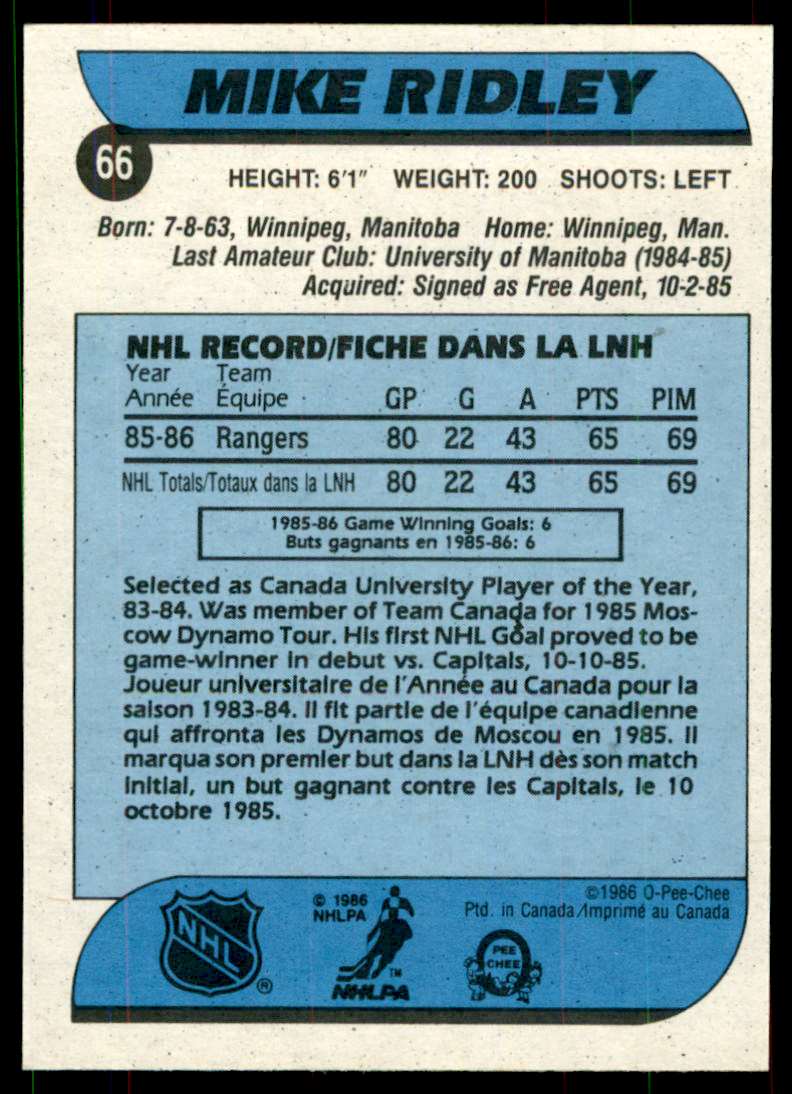 MIKE RIDLEY
66
HEIGHT: 6'1" WEIGHT: 200 SHOOTS: LEFT
Born: 7-8-63, Winnipeg, Manitoba Home: Winnipeg, Man.
Last Amateur Club: University of Manitoba (1984-85)
Acquired: Signed as Free Agent, 10-2-85
NHL RECORD/FICHE DANS LA LNH
Year Team
Année Équipe GP G A PTS PIM
85-86 Rangers 80 22 43 65 69
NHL Totals/Totaux dans la LNH 80 22 43 65 69
1985-86 Game Winning Goals: 6
Buts gagnants en 1985-86: 6
Selected as Canada University Player of the Year,
83-84. Was member of Team Canada for 1985 Mos-
cow Dynamo Tour. His first NHL Goal proved to be
game-winner in debut vs. Capitals, 10-10-85.
Joueur universitaire de l'Année au Canada pour la
saison 1983-84. Il fit partie de l'équipe canadienne
qui affronta les Dynamos de Moscou en 1985. Il
marqua son premier but dans la LNH dès son match
initial, un but gagnant contre les Capitals, le 10
octobre 1985.
©1986 O-Pee-Chee
Ptd. in Canada/Imprimé au Canada
NHL ®
© 1986
NHLPA
TM
NHLPA
O
PEE
CHEE